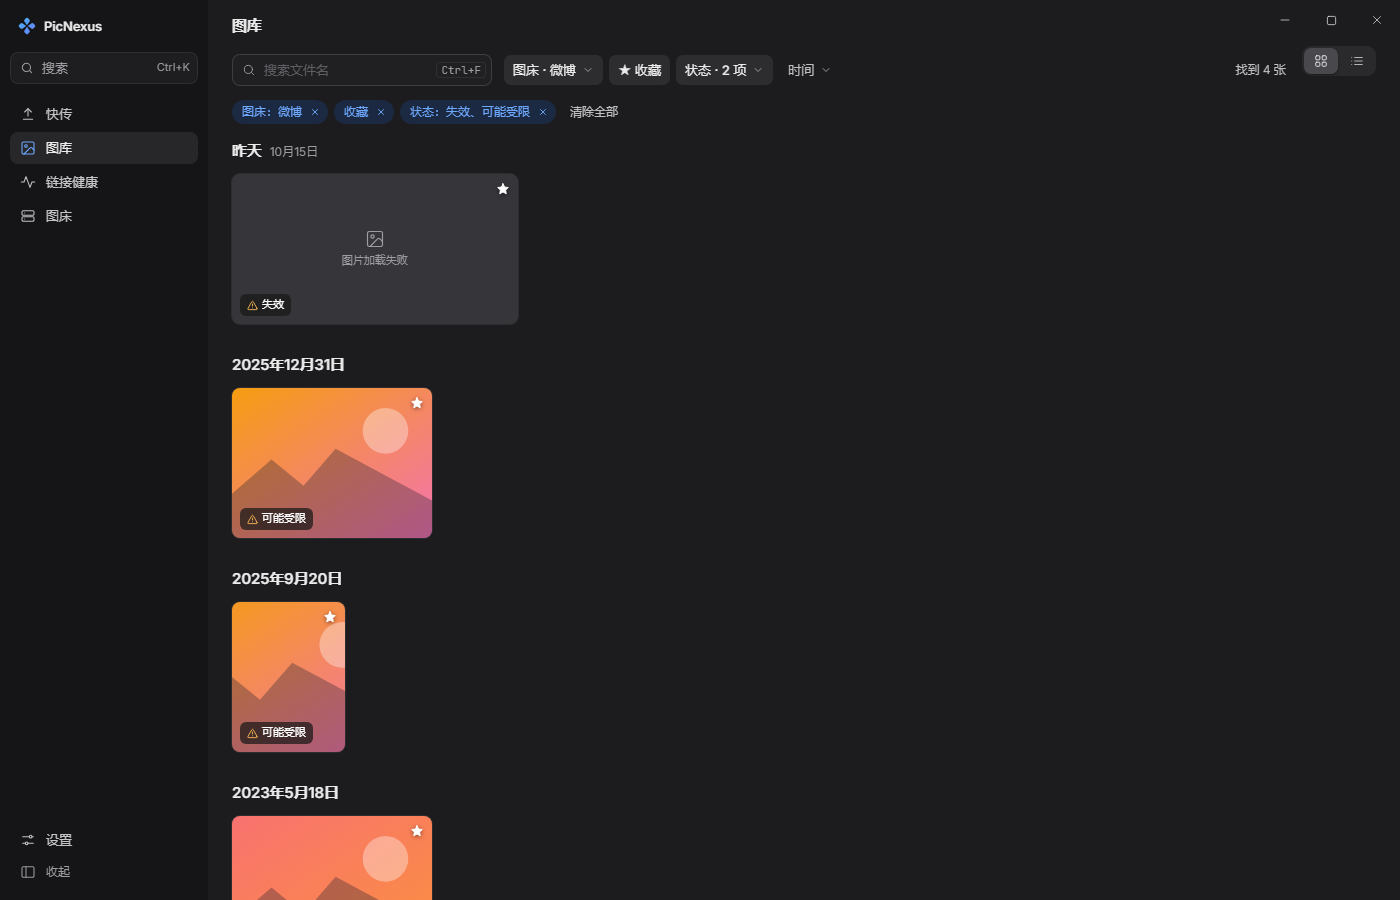 PicNexus
搜索 Ctrl+K
快传
图库
链接健康
图床
设置
收起
图库
搜索文件名 Ctrl+F
图床 · 微博
收藏
状态 · 2 项
时间
找到 4 张
图床：微博
收藏
状态：失效、可能受限
清除全部
昨天 10月15日
图片加载失败
失效
2025年12月31日
可能受限
2025年9月20日
可能受限
2023年5月18日